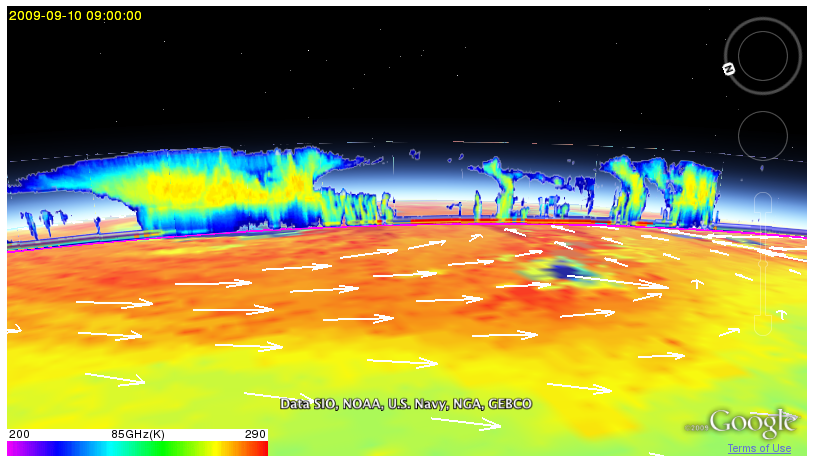 2009-09-10 09:00:00
N
Data SIO, NOAA, U.S. Navy, NGA, GEBCO
200 85GHz(K) 290
©2009 Google
Terms of Use